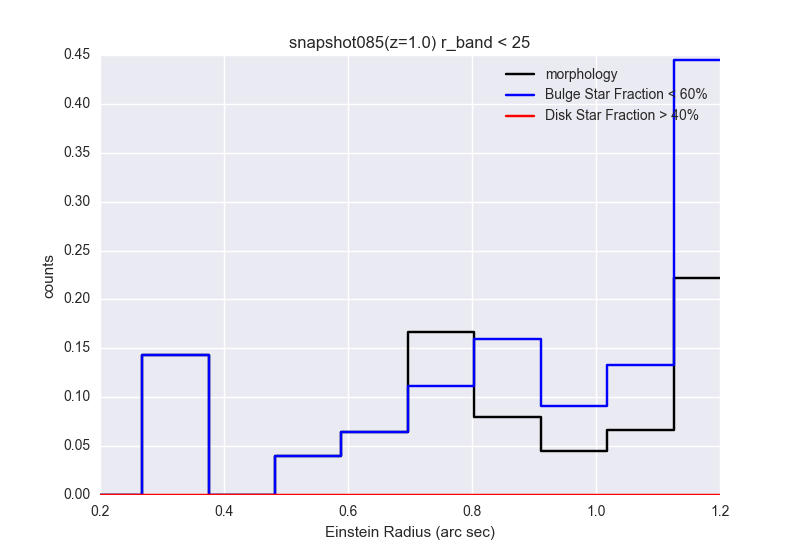 snapshot085(z=1.0) r_band < 25
morphology
Bulge Star Fraction < 60%
Disk Star Fraction > 40%
0.45
0.40
0.35
0.30
0.25
0.20
0.15
0.10
0.05
0.00
counts
0.2 0.4 0.6 0.8 1.0 1.2
Einstein Radius (arc sec)